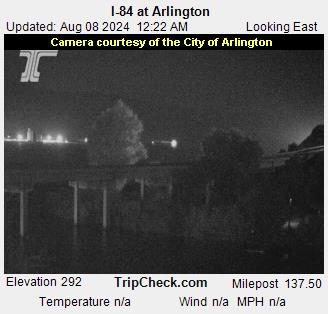 I-84 at Arlington
Updated: Aug 08 2024 12:22 AM Looking East
Camera courtesy of the City of Arlington
Elevation 292 TripCheck.com Milepost 137.50
Temperature n/a Wind n/a MPH n/a